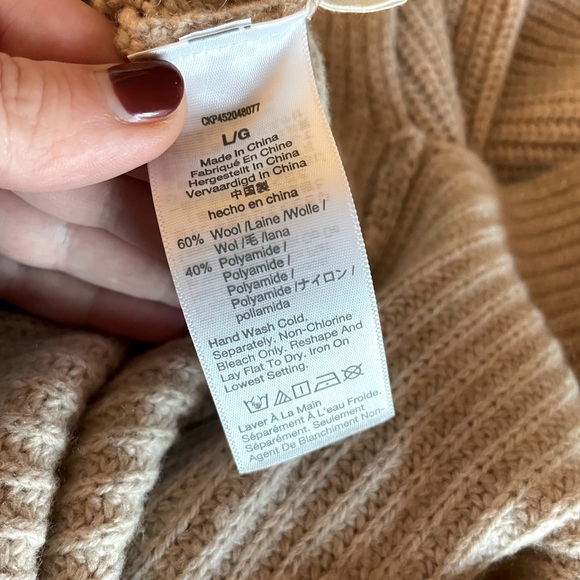 CKP452048077
L/G
Made In China
Fabriqué En Chine
Hergestellt In China
Vervaardigd In China
中国製
hecho en china
60% Wool /Laine /Wolle /
Wol /毛 /lana
40% Polyamide /
Polyamide /
Polyamide /
Polyamide /ナイロン /
poliamida
Hand Wash Cold.
Separately. Non-Chlorine
Bleach Only. Reshape And
Lay Flat To Dry. Iron On
Lowest Setting.
Laver À La Main
Séparément À L'eau Froide.
Séparément. Seulement
Agent De Blanchiment Non-